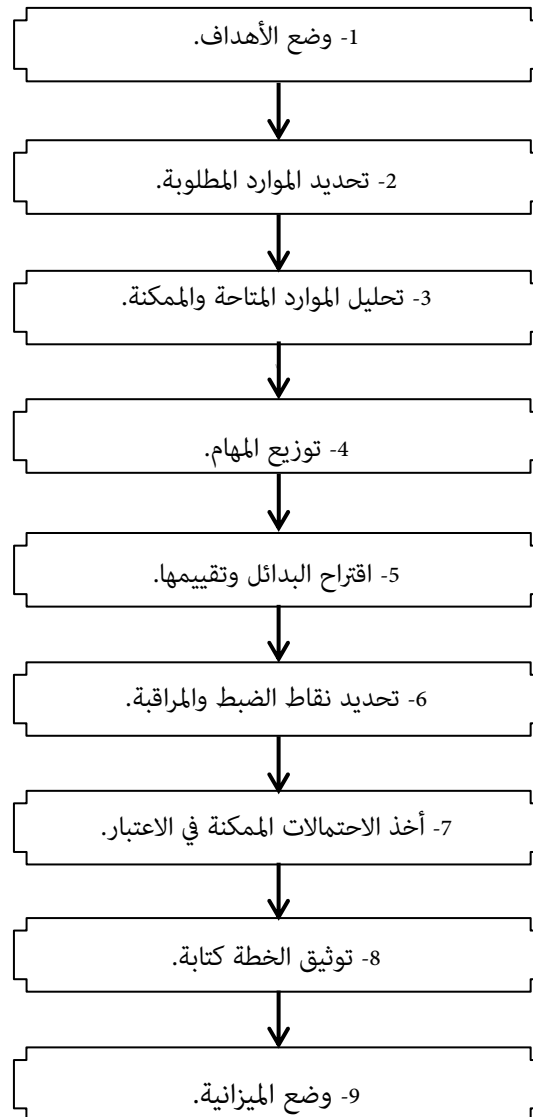 1- وضع الأهداف.
2- تحديد الموارد المطلوبة.
3- تحليل الموارد المتاحة والممكنة.
4- توزيع المهام.
5- اقتراح البدائل وتقييمها.
6- تحديد نقاط الضبط والمراقبة.
7- أخذ الاحتمالات الممكنة في الاعتبار.
8- توثيق الخطة كتابة.
9- وضع الميزانية.